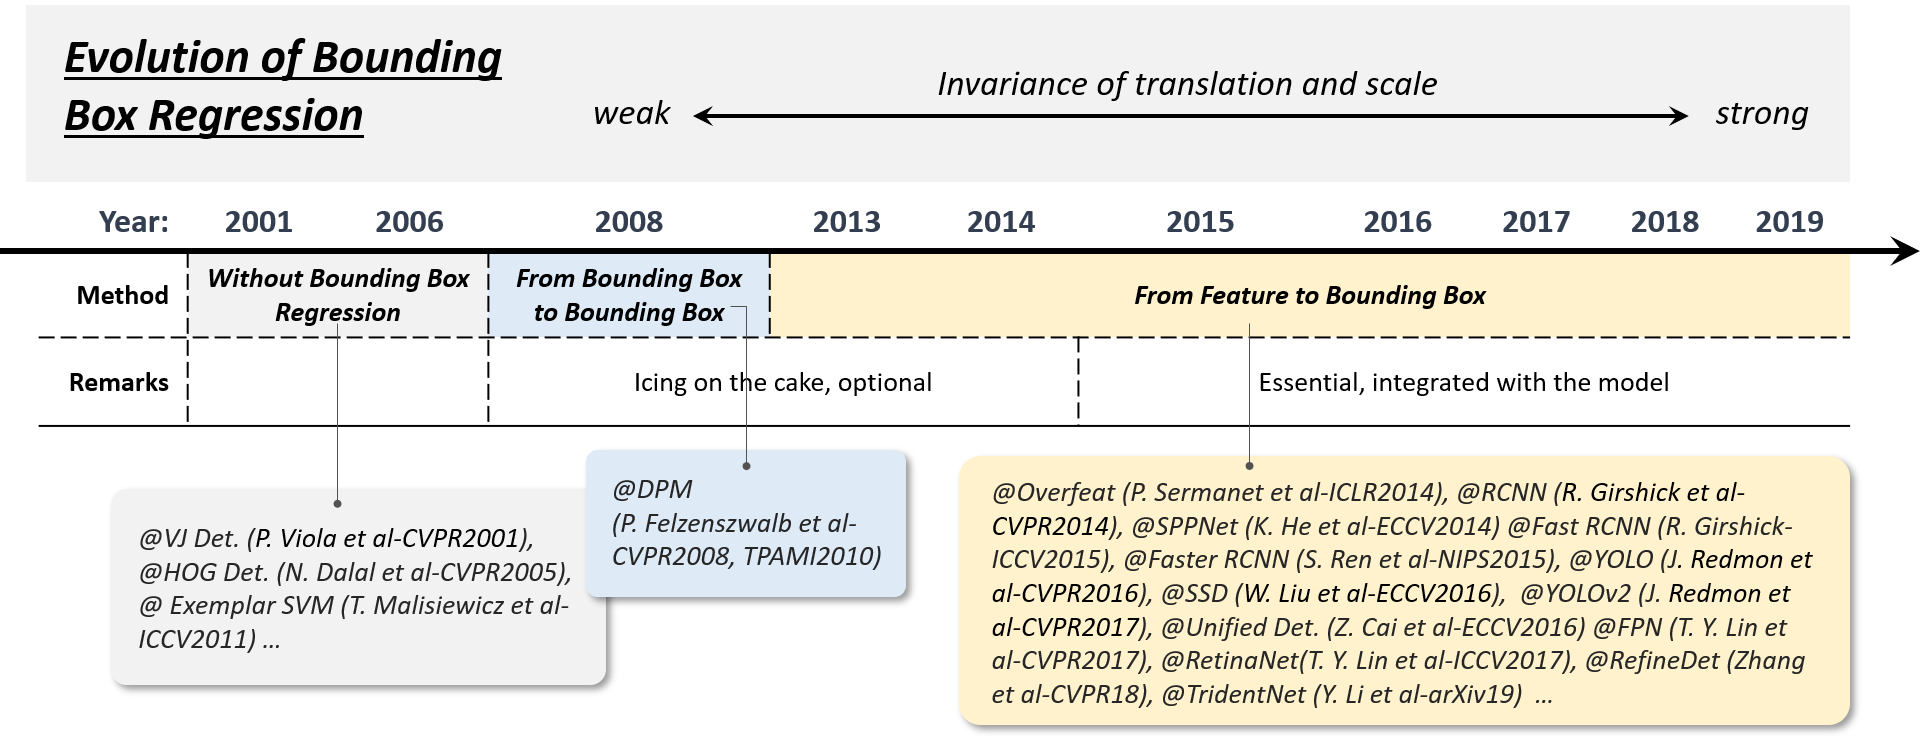 Evolution of Bounding
Box Regression
Invariance of translation and scale
weak
strong
Year: 2001 2006 2008 2013 2014 2015 2016 2017 2018 2019
Method
Without Bounding Box
Regression
From Bounding Box
to Bounding Box
From Feature to Bounding Box
Remarks
Icing on the cake, optional
Essential, integrated with the model
@VJ Det. (P. Viola et al-CVPR2001),
@HOG Det. (N. Dalal et al-CVPR2005),
@ Exemplar SVM (T. Malisiewicz et al-
ICCV2011) ...
@DPM
(P. Felzenszwalb et al-
CVPR2008, TPAMI2010)
@Overfeat (P. Sermanet et al-ICLR2014), @RCNN (R. Girshick et al-
CVPR2014), @SPPNet (K. He et al-ECCV2014) @Fast RCNN (R. Girshick-
ICCV2015), @Faster RCNN (S. Ren et al-NIPS2015), @YOLO (J. Redmon et
al-CVPR2016), @SSD (W. Liu et al-ECCV2016), @YOLOv2 (J. Redmon et
al-CVPR2017), @Unified Det. (Z. Cai et al-ECCV2016) @FPN (T. Y. Lin et
al-CVPR2017), @RetinaNet(T. Y. Lin et al-ICCV2017), @RefineDet (Zhang
et al-CVPR18), @TridentNet (Y. Li et al-arXiv19) ...